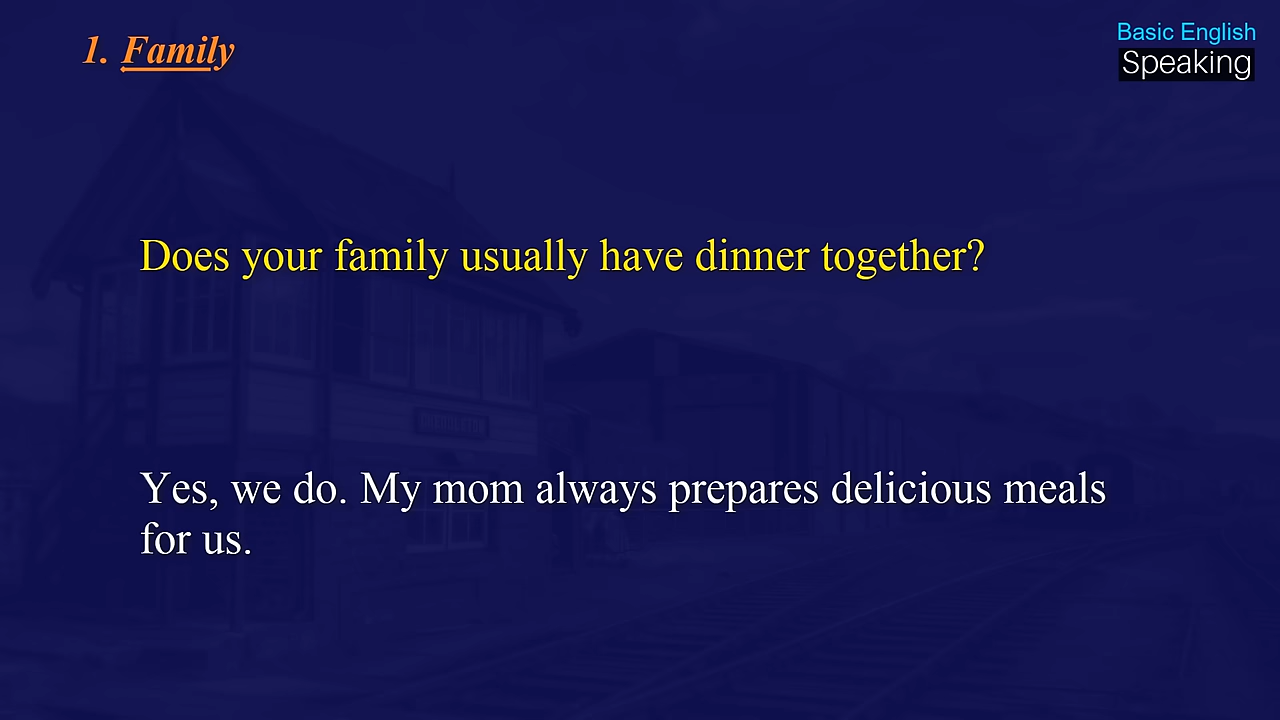 1. Family
Basic English
Speaking
Does your family usually have dinner together?
Yes, we do. My mom always prepares delicious meals
for us.